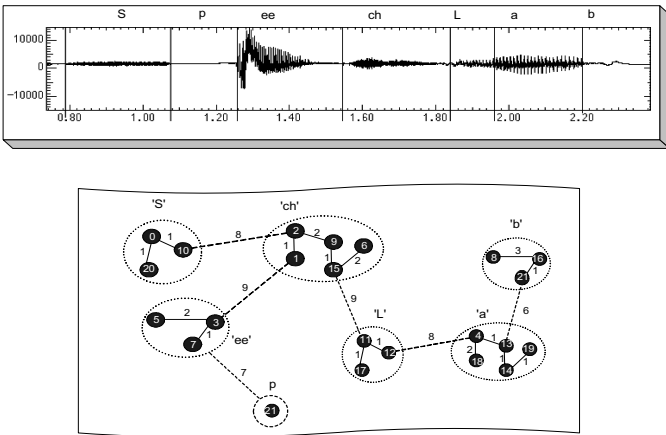 S p ee ch L a b
10000
0
−10000
0.80 1.00 1.20 1.40 1.60 1.80 2.00 2.20
'S' 'ch' 'b'
0 1 10 1 20
8
2 2 9 6 1 1 1 15 2
8 3 16 21 1
9
9
6
5 2 3 7 1 'ee'
'L' 'a'
11 1 12 1 17
8
4 1 13 19 2 18 1 14 1
7
p
21